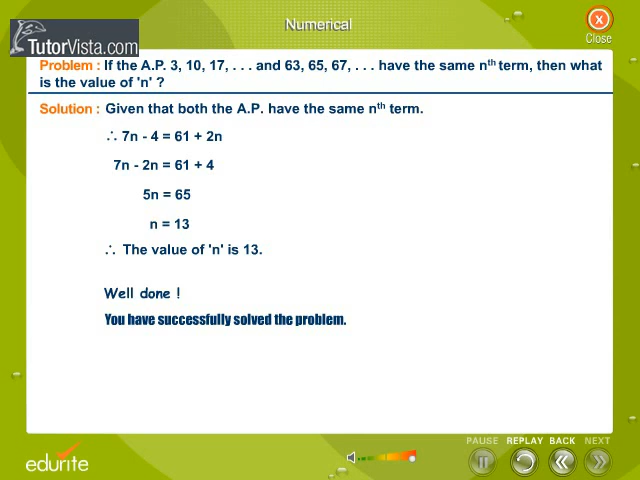 Numerical
TutorVista.com
Close
Problem : If the A.P. 3, 10, 17, . . . and 63, 65, 67, . . . have the same nth term, then what
is the value of 'n' ?
Solution : Given that both the A.P. have the same nth term.
∴ 7n - 4 = 61 + 2n
7n - 2n = 61 + 4
5n = 65
n = 13
∴ The value of 'n' is 13.
Well done !
You have successfully solved the problem.
PAUSE REPLAY BACK NEXT
edurite